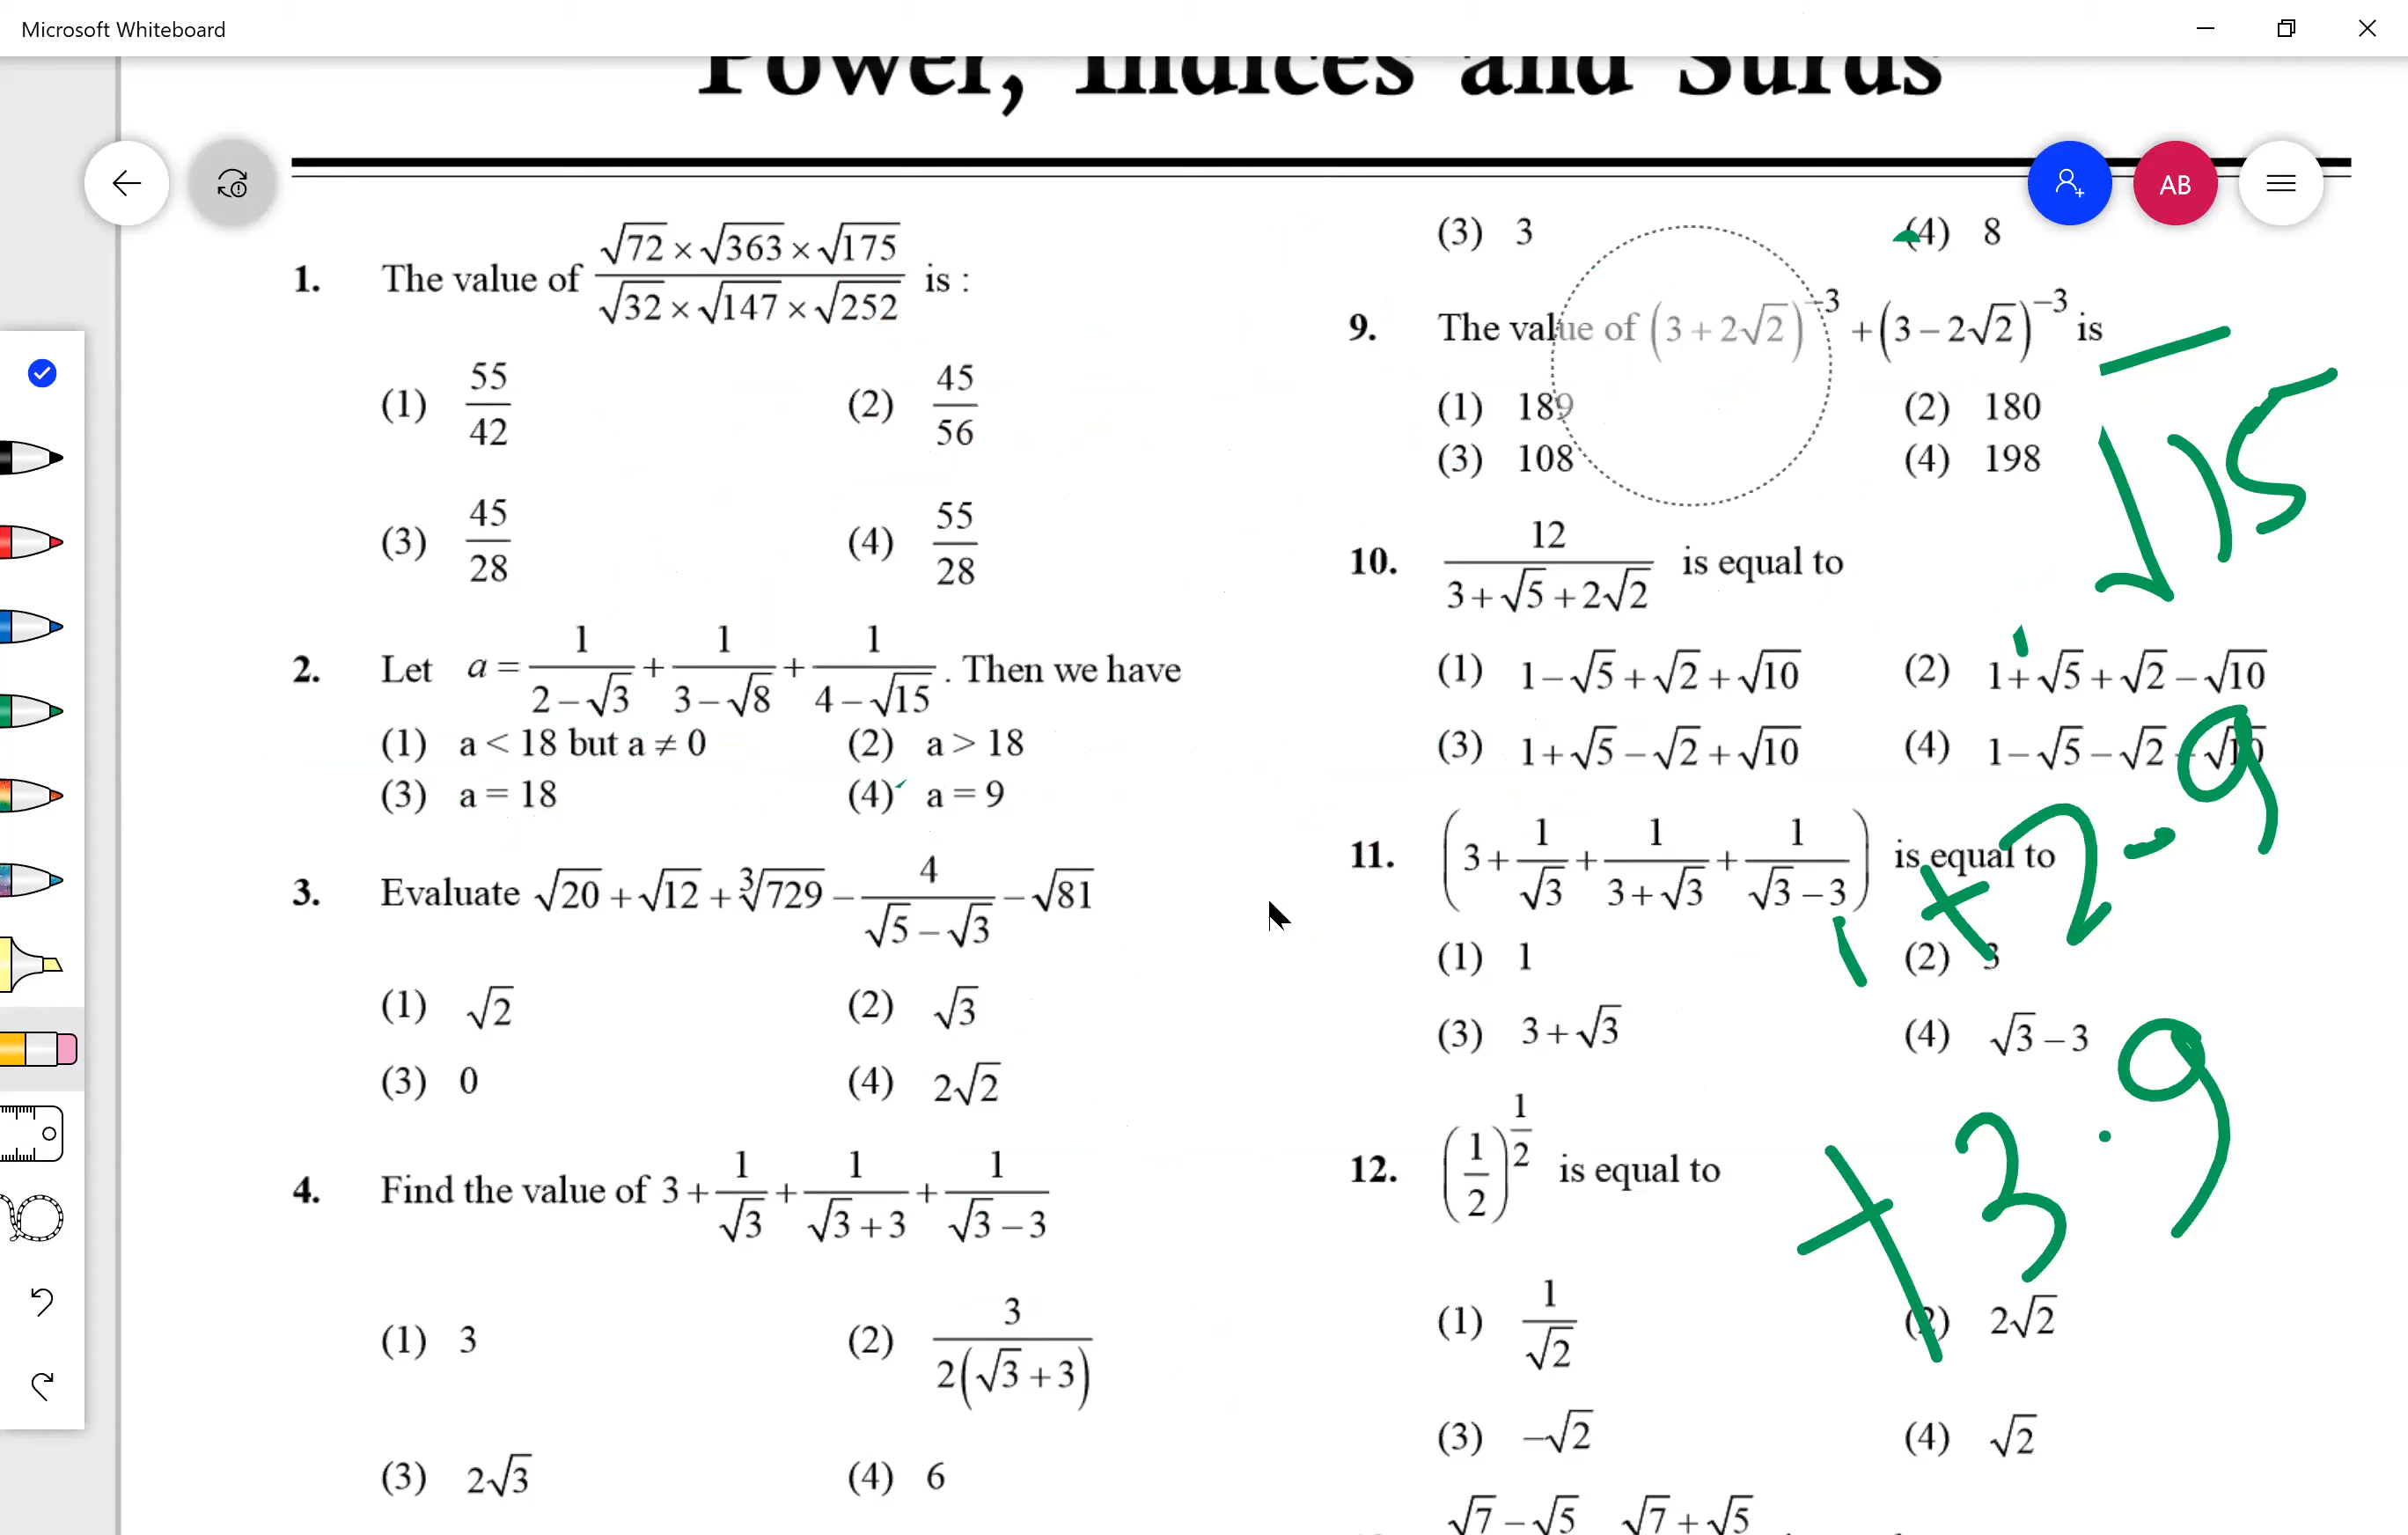 Microsoft Whiteboard
Power, Indices and Surds
AB
1. The value of (√72 × √363 × √175)/(√32 × √147 × √252) is :
(1) 55/42 (2) 45/56
(3) 45/28 (4) 55/28
2. Let a = 1/(2 − √3) + 1/(3 − √8) + 1/(4 − √15) . Then we have
(1) a < 18 but a ≠ 0 (2) a > 18
(3) a = 18 (4) a = 9
3. Evaluate √20 + √12 + ∛729 − 4/(√5 − √3) − √81
(1) √2 (2) √3
(3) 0 (4) 2√2
4. Find the value of 3 + 1/√3 + 1/(√3 + 3) + 1/(√3 − 3)
(1) 3 (2) 3/(2(√3 + 3))
(3) 2√3 (4) 6
(3) 3 (4) 8
9. The value of (3 + 2√2)⁻³ + (3 − 2√2)⁻³ is
(1) 189 (2) 180
(3) 108 (4) 198
10. 12/(3 + √5 + 2√2) is equal to
(1) 1 − √5 + √2 + √10 (2) 1 + √5 + √2 − √10
(3) 1 + √5 − √2 + √10 (4) 1 − √5 − √2 √10
11. (3 + 1/√3 + 1/(3 + √3) + 1/(√3 − 3)) is equal to
(1) 1 (2) 3
(3) 3 + √3 (4) √3 − 3
12. (1/2)^(1/2) is equal to
(1) 1/√2 (2) 2√2
(3) −√2 (4) √2
√7 − √5 √7 + √5
√15
+ 2 - 9
+ 3 . 9